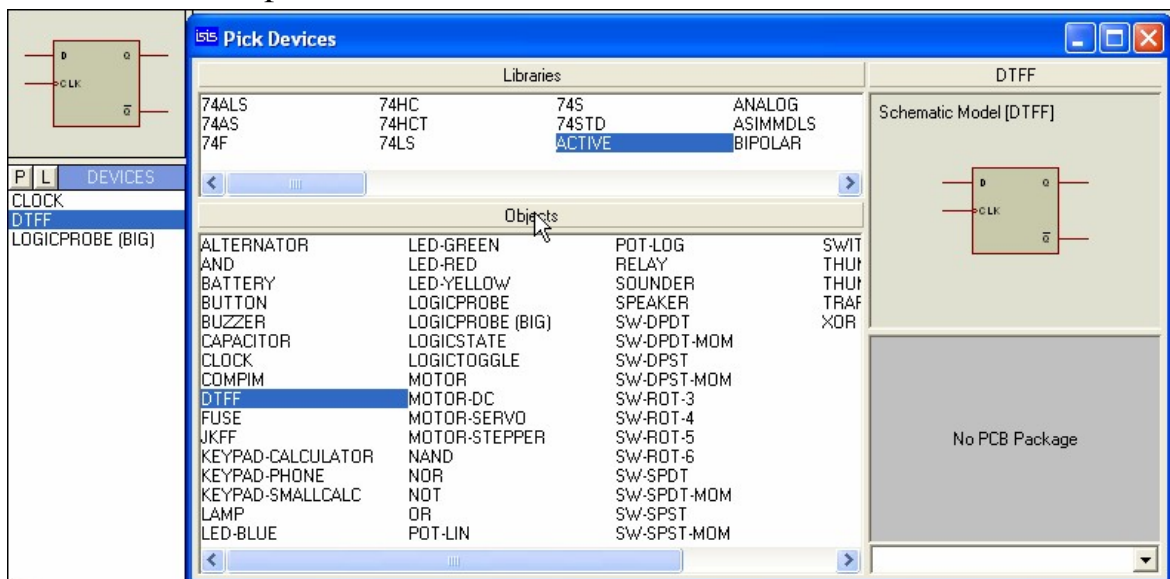 D Q
CLK
Q
P L DEVICES
CLOCK
DTFF
LOGICPROBE (BIG)
isis Pick Devices
Libraries
74ALS 74HC 74S ANALOG
74AS 74HCT 74STD ASIMMDLS
74F 74LS ACTIVE BIPOLAR
Objects
ALTERNATOR LED-GREEN POT-LOG SWIT
AND LED-RED RELAY THU
BATTERY LED-YELLOW SOUNDER THU
BUTTON LOGICPROBE SPEAKER TRAF
BUZZER LOGICPROBE (BIG) SW-DPDT XOR
CAPACITOR LOGICSTATE SW-DPDT-MOM
CLOCK LOGICTOGGLE SW-DPST
COMPIM MOTOR SW-DPST-MOM
DTFF MOTOR-DC SW-ROT-3
FUSE MOTOR-SERVO SW-ROT-4
JKFF MOTOR-STEPPER SW-ROT-5
KEYPAD-CALCULATOR NAND SW-ROT-6
KEYPAD-PHONE NOR SW-SPDT
KEYPAD-SMALLCALC NOT SW-SPDT-MOM
LAMP OR SW-SPST
LED-BLUE POT-LIN SW-SPST-MOM
DTFF
Schematic Model [DTFF]
D Q
CLK
Q
No PCB Package